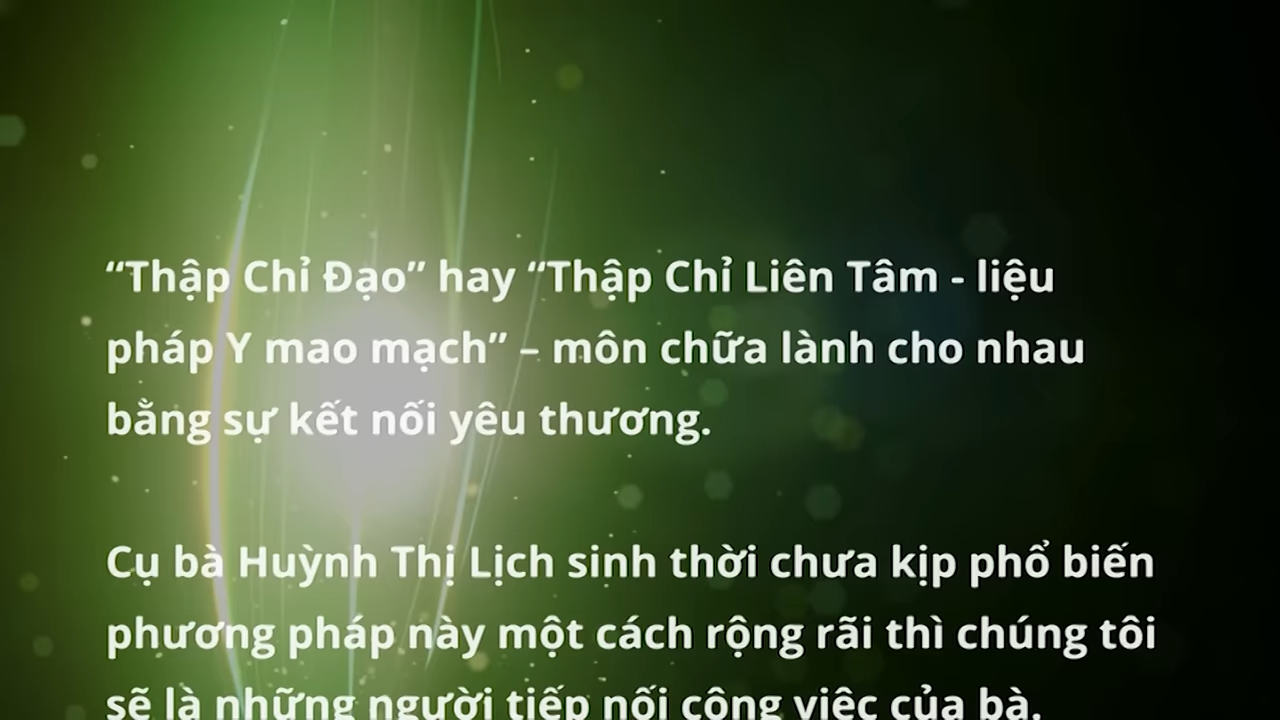 “Thập Chỉ Đạo” hay “Thập Chỉ Liên Tâm - liệu
pháp Y mao mạch” – môn chữa lành cho nhau
bằng sự kết nối yêu thương.
Cụ bà Huỳnh Thị Lịch sinh thời chưa kịp phổ biến
phương pháp này một cách rộng rãi thì chúng tôi
sẽ là những người tiếp nối công việc của bà.